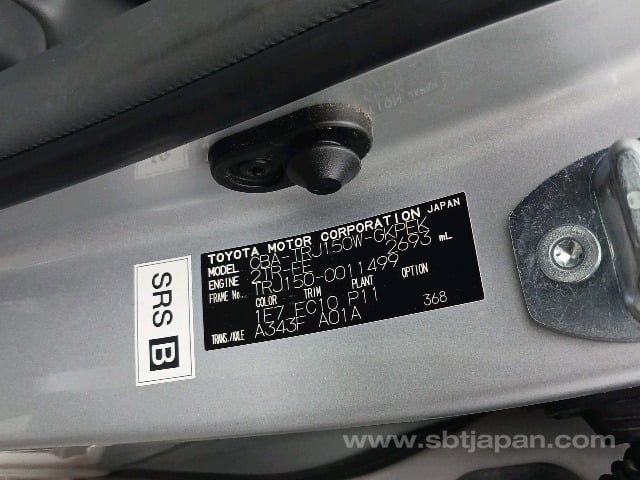 TOYOTA MOTOR CORPORATION JAPAN
MODEL CBA-TRJ150W-GKPEK
ENGINE 2TR-FE 2693 mL
FRAME No. TRJ150-0011499
COLOR TRIM PLANT OPTION
1E7 FC10 P11 368
TRANS./AXLE A343F A01A
SRS B
www.sbtjapan.com